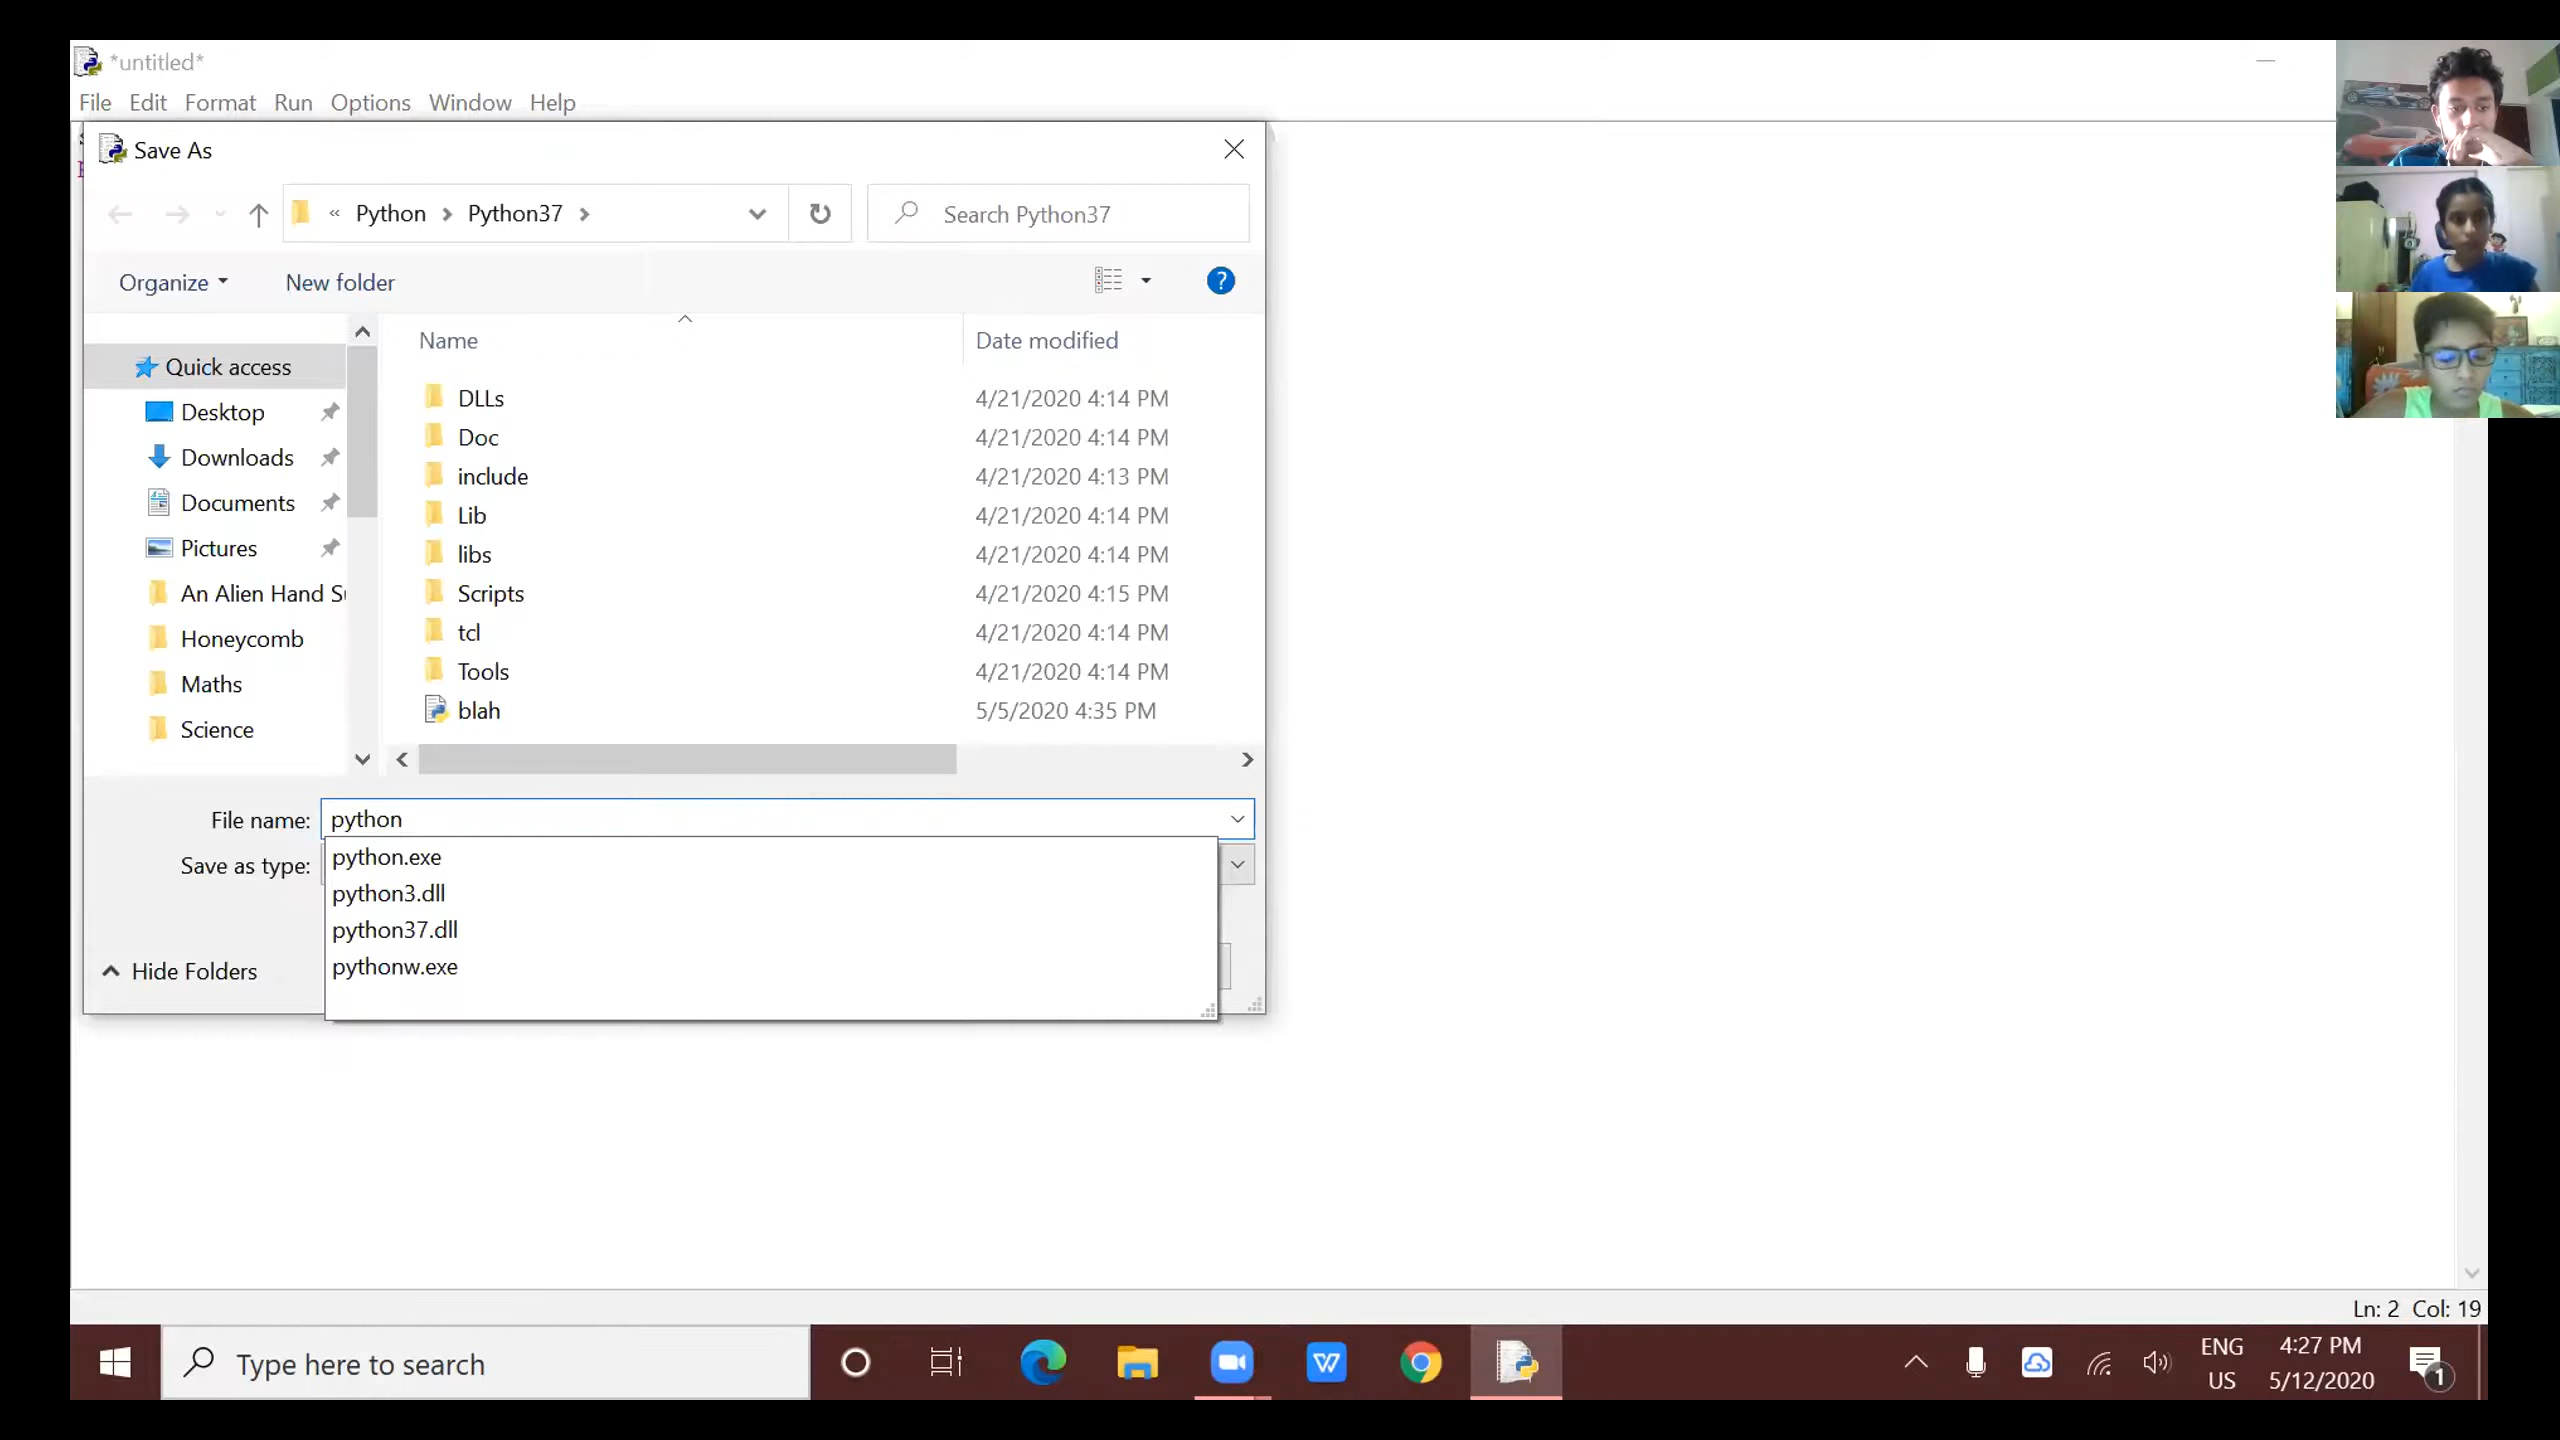 *untitled*
File Edit Format Run Options Window Help
Save As
« Python > Python37 >
Search Python37
Organize
New folder
Name
Date modified
Quick access
Desktop
Downloads
Documents
Pictures
An Alien Hand
Honeycomb
Maths
Science
DLLs 4/21/2020 4:14 PM
Doc 4/21/2020 4:14 PM
include 4/21/2020 4:13 PM
Lib 4/21/2020 4:14 PM
libs 4/21/2020 4:14 PM
Scripts 4/21/2020 4:15 PM
tcl 4/21/2020 4:14 PM
Tools 4/21/2020 4:14 PM
blah 5/5/2020 4:35 PM
File name: python
Save as type:
python.exe
python3.dll
python37.dll
pythonw.exe
Hide Folders
Ln: 2 Col: 19
Type here to search
ENG
US
4:27 PM
5/12/2020
1